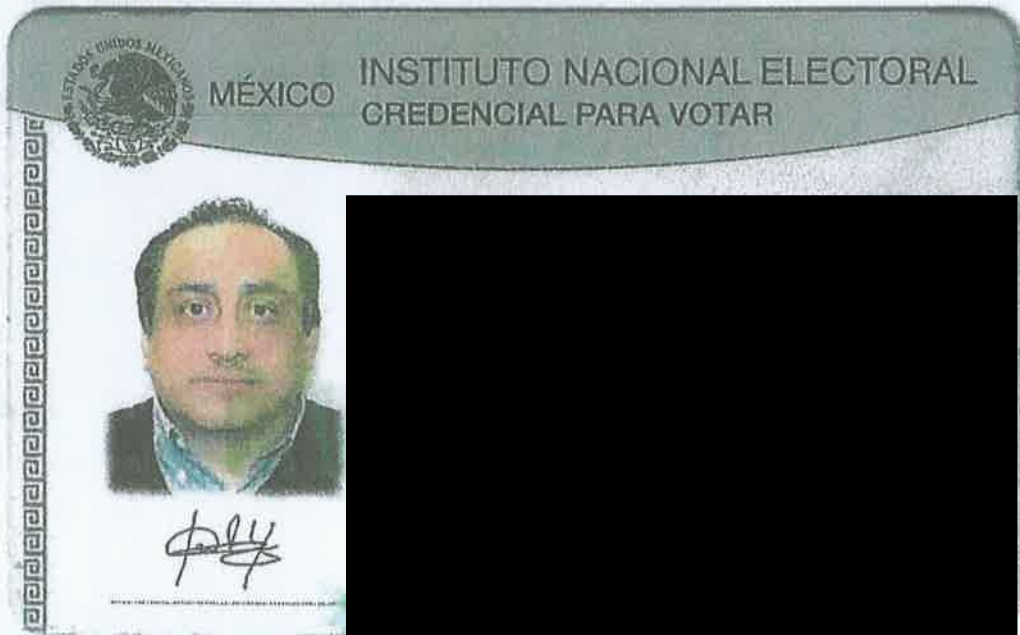 ESTADOS UNIDOS MEXICANOS
MÉXICO
INSTITUTO NACIONAL ELECTORAL
CREDENCIAL PARA VOTAR